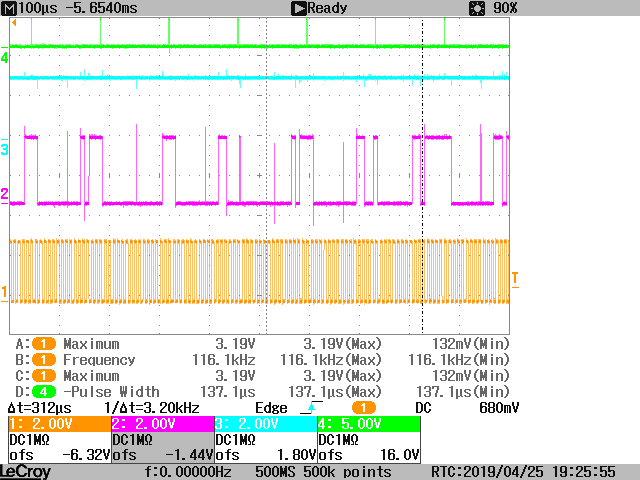 M 100µs -5.6540ms Ready 90%
4
3
2
1
T
A: 1 Maximum 3.19V 3.19V(Max) 132mV(Min)
B: 1 Frequency 116.1kHz 116.1kHz(Max) 116.1kHz(Min)
C: 1 Maximum 3.19V 3.19V(Max) 132mV(Min)
D: 4 -Pulse Width 137.1µs 137.1µs(Max) 137.1µs(Min)
Δt=312µs 1/Δt=3.20kHz Edge 1 DC 680mV
1: 2.00V 2: 2.00V 3: 2.00V 4: 5.00V
DC1MΩ DC1MΩ DC1MΩ DC1MΩ
ofs -6.32V ofs -1.44V ofs 1.80V ofs 16.0V
LeCroy f:0.00000Hz 500MS 500k points RTC:2019/04/25 19:25:55